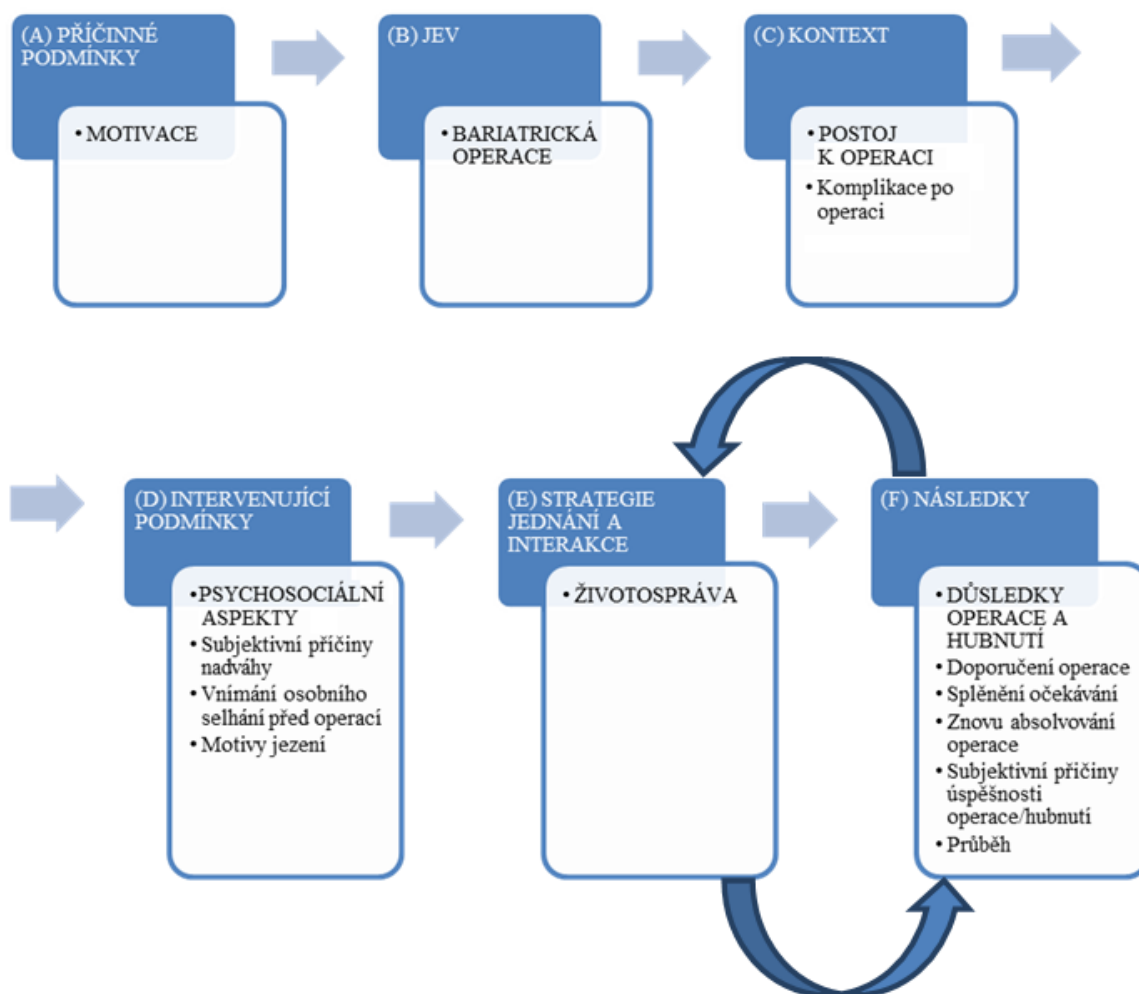 (A) PŘÍČINNÉ
PODMÍNKY
• MOTIVACE
(B) JEV
• BARIATRICKÁ
OPERACE
(C) KONTEXT
• POSTOJ
K OPERACI
• Komplikace po
operaci
(D) INTERVENUJÍCÍ
PODMÍNKY
•PSYCHOSOCIÁLNÍ
ASPEKTY
• Subjektivní příčiny
nadváhy
• Vnímání osobního
selhání před operací
• Motivy jezení
(E) STRATEGIE
JEDNÁNÍ A
INTERAKCE
• ŽIVOTOSPRÁVA
(F) NÁSLEDKY
• DŮSLEDKY
OPERACE A
HUBNUTÍ
• Doporučení operace
• Splěnění očekávání
• Znovu absolvování
operace
• Subjektivní přičiny
úspěšnosti
operace/hubnutí
• Průběh